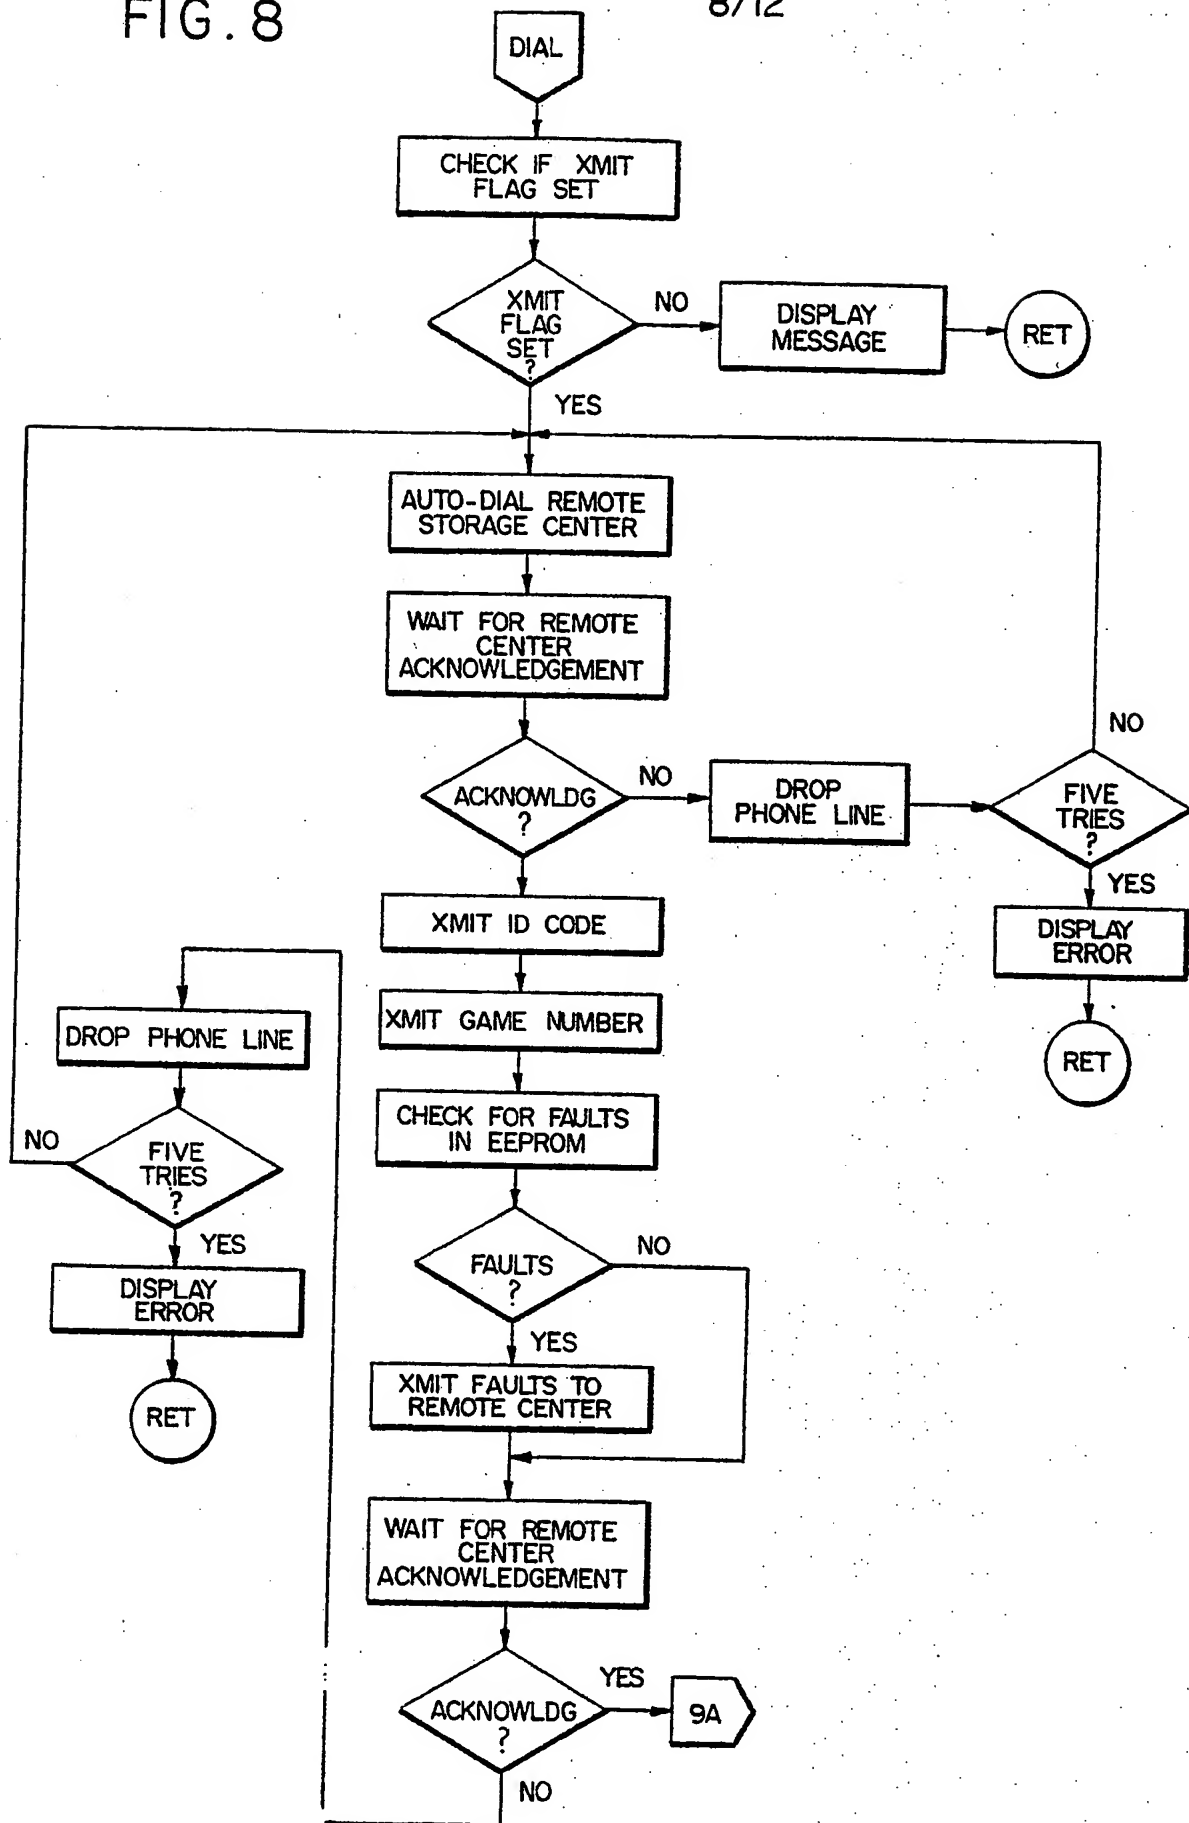 FIG. 8
8/12
DIAL
CHECK IF XMIT
FLAG SET
XMIT
FLAG
SET
?
NO
DISPLAY
MESSAGE
RET
YES
AUTO-DIAL REMOTE
STORAGE CENTER
WAIT FOR REMOTE
CENTER
ACKNOWLEDGEMENT
ACKNOWLDG
?
NO
DROP
PHONE LINE
FIVE
TRIES
?
NO
YES
DISPLAY
ERROR
RET
XMIT ID CODE
XMIT GAME NUMBER
CHECK FOR FAULTS
IN EEPROM
FAULTS
?
NO
YES
XMIT FAULTS TO
REMOTE CENTER
WAIT FOR REMOTE
CENTER
ACKNOWLEDGEMENT
ACKNOWLDG
?
YES
9A
NO
DROP PHONE LINE
FIVE
TRIES
?
NO
YES
DISPLAY
ERROR
RET